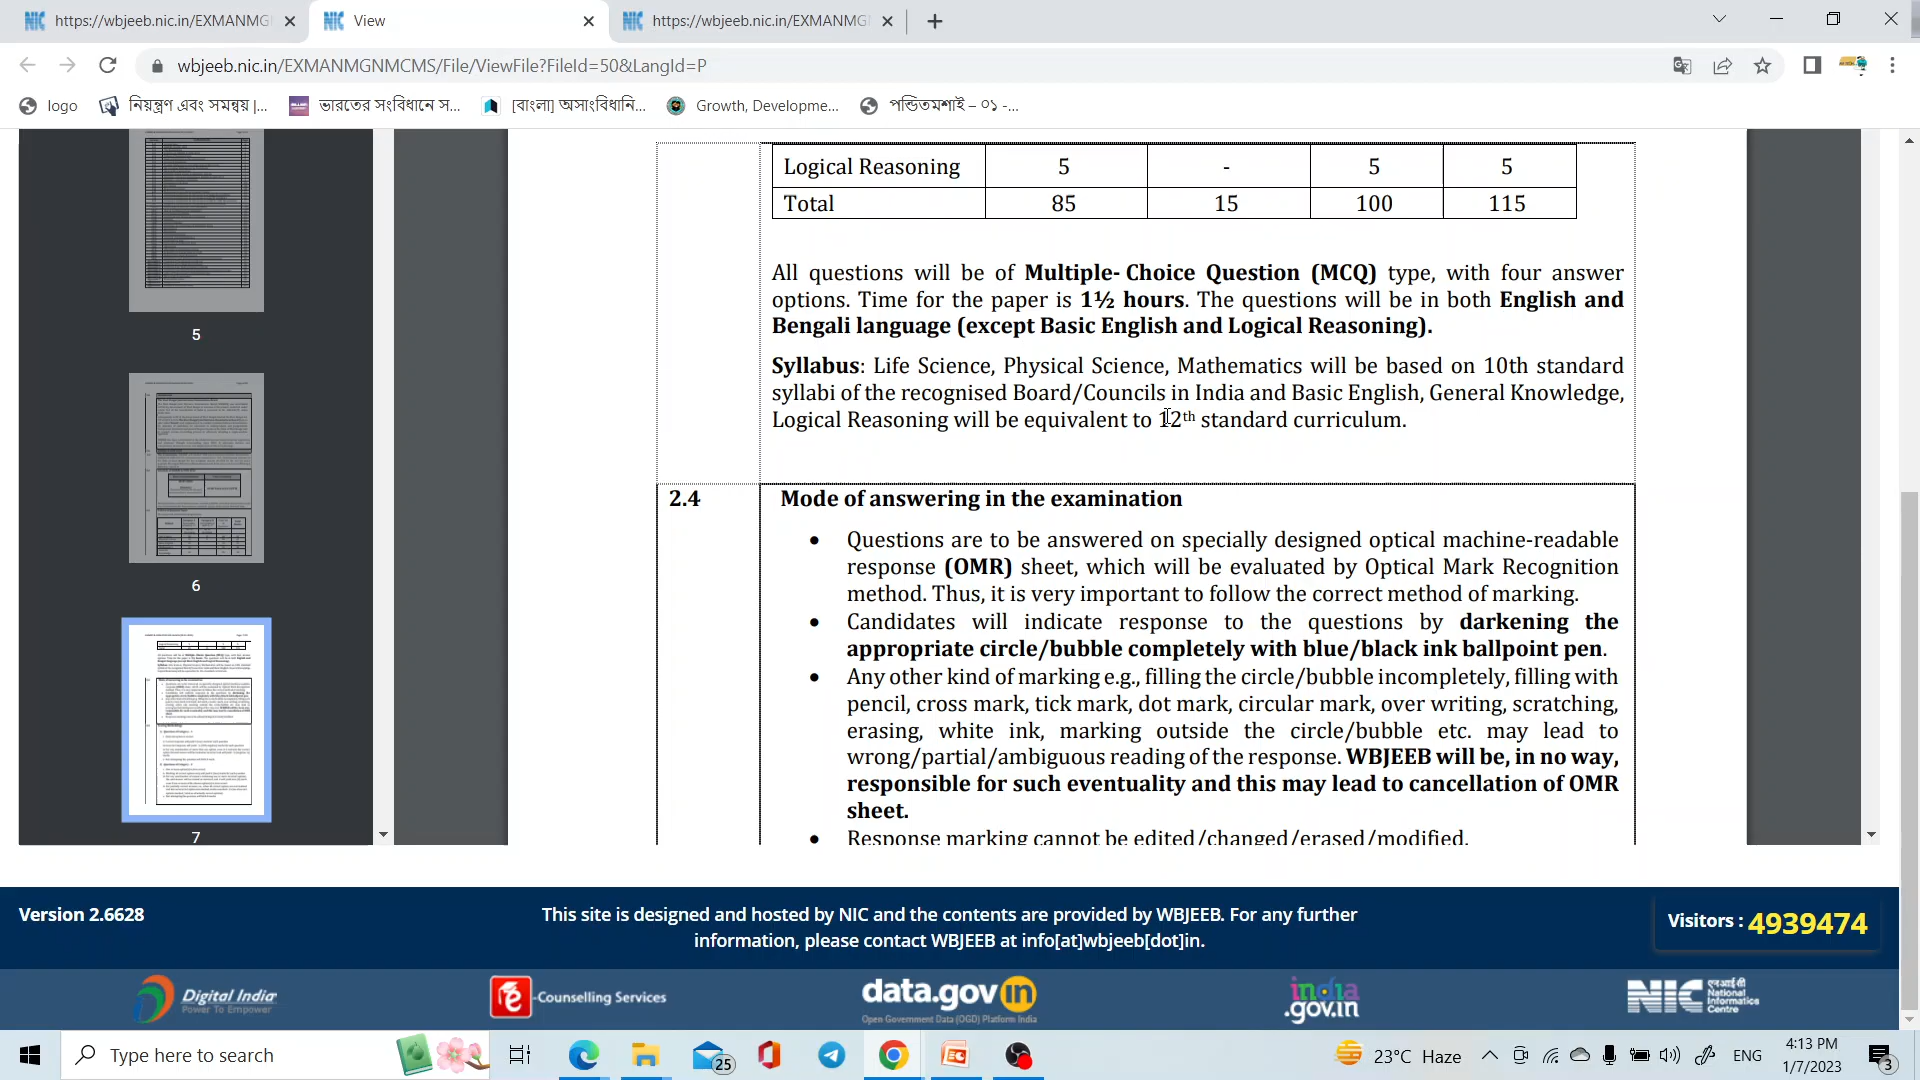 https://wbjeeb.nic.in/EXMANMG
View
https://wbjeeb.nic.in/EXMANMG
wbjeeb.nic.in/EXMANMGNMCMS/File/ViewFile?FileId=50&LangId=P
logo
নিয়ন্ত্রণ এবং সমন্বয় |...
ভারতের সংবিধানে স...
[বাংলা] অসাংবিধানি...
Growth, Developme...
পন্ডিতমশাই – ০১ -...
5
6
7
Logical Reasoning 5 - 5 5
Total 85 15 100 115
All questions will be of Multiple- Choice Question (MCQ) type, with four answer
options. Time for the paper is 1½ hours. The questions will be in both English and
Bengali language (except Basic English and Logical Reasoning).
Syllabus: Life Science, Physical Science, Mathematics will be based on 10th standard
syllabi of the recognised Board/Councils in India and Basic English, General Knowledge,
Logical Reasoning will be equivalent to 12th standard curriculum.
2.4 Mode of answering in the examination
• Questions are to be answered on specially designed optical machine-readable
response (OMR) sheet, which will be evaluated by Optical Mark Recognition
method. Thus, it is very important to follow the correct method of marking.
• Candidates will indicate response to the questions by darkening the
appropriate circle/bubble completely with blue/black ink ballpoint pen.
• Any other kind of marking e.g., filling the circle/bubble incompletely, filling with
pencil, cross mark, tick mark, dot mark, circular mark, over writing, scratching,
erasing, white ink, marking outside the circle/bubble etc. may lead to
wrong/partial/ambiguous reading of the response. WBJEEB will be, in no way,
responsible for such eventuality and this may lead to cancellation of OMR
sheet.
• Response marking cannot be edited/changed/erased/modified.
Version 2.6628
This site is designed and hosted by NIC and the contents are provided by WBJEEB. For any further
information, please contact WBJEEB at info[at]wbjeeb[dot]in.
Visitors : 4939474
Digital India
Power To Empower
e-Counselling Services
data.gov in
Open Government Data (OGD) Platform India
india
.gov.in
NIC एनआईसी
National
Informatics
Centre
Type here to search
25
23°C Haze
ENG
4:13 PM
1/7/2023
3